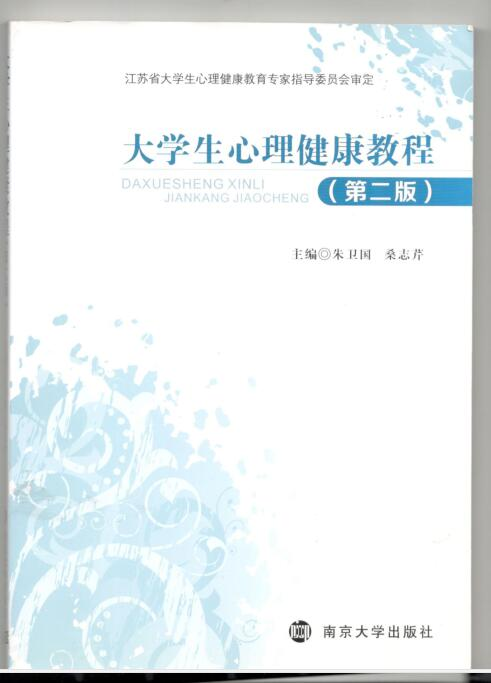 江苏省大学生心理健康教育专家指导委员会审定
大学生心理健康教程
DAXUESHENG XINLI
JIANKANG JIAOCHENG
（第二版）
主编◎朱卫国 桑志芹
南京大学出版社